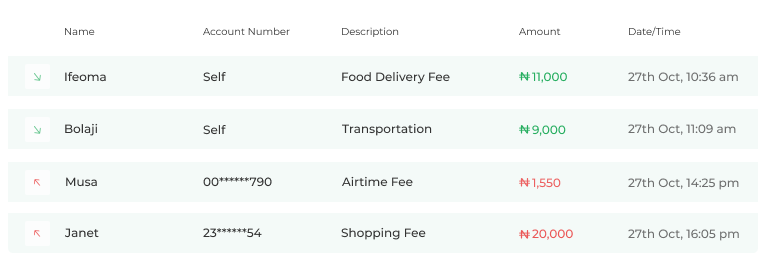 Name Account Number Description Amount Date/Time
Ifeoma Self Food Delivery Fee ₦11,000 27th Oct, 10:36 am
Bolaji Self Transportation ₦9,000 27th Oct, 11:09 am
Musa 00******790 Airtime Fee ₦1,550 27th Oct, 14:25 pm
Janet 23******54 Shopping Fee ₦20,000 27th Oct, 16:05 pm